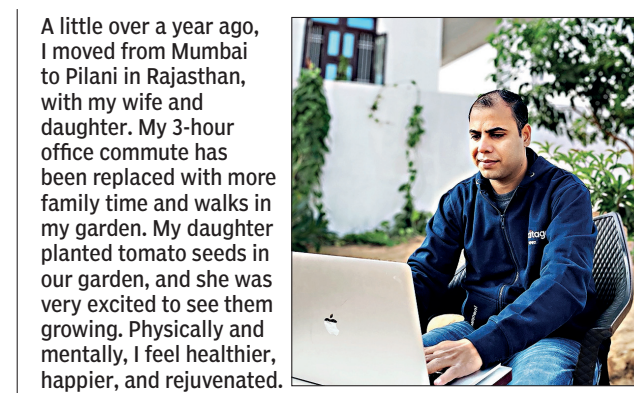 A little over a year ago,
I moved from Mumbai
to Pilani in Rajasthan,
with my wife and
daughter. My 3-hour
office commute has
been replaced with more
family time and walks in
my garden. My daughter
planted tomato seeds in
our garden, and she was
very excited to see them
growing. Physically and
mentally, I feel healthier,
happier, and rejuvenated.